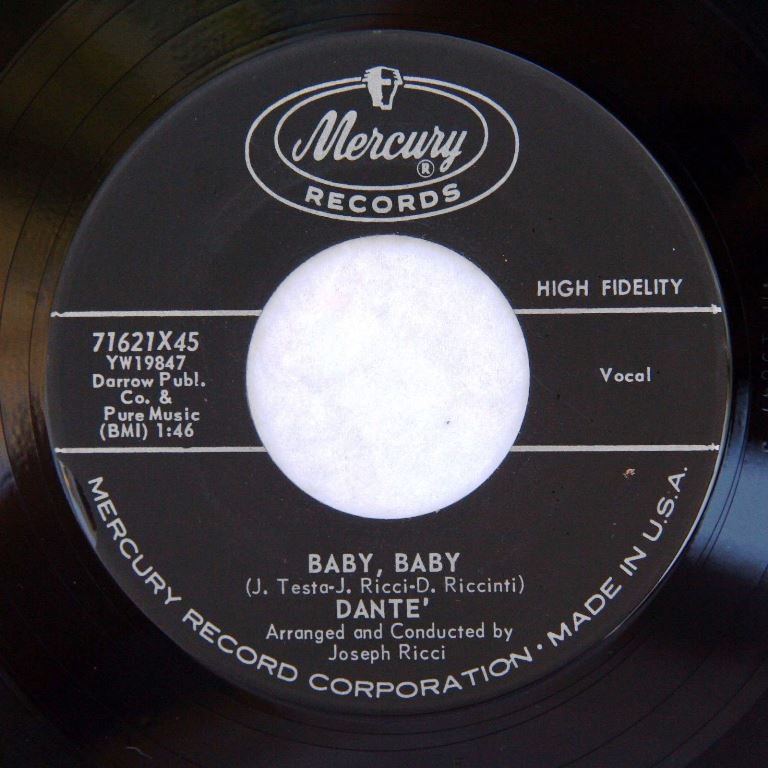 Mercury®
RECORDS
HIGH FIDELITY
71621X45
YW19847
Darrow Publ.
Co. &
Pure Music
(BMI) 1:46
Vocal
BABY, BABY
(J. Testa-J. Ricci-D. Riccinti)
DANTE'
Arranged and Conducted by
Joseph Ricci
MERCURY RECORD CORPORATION • MADE IN U.S.A.